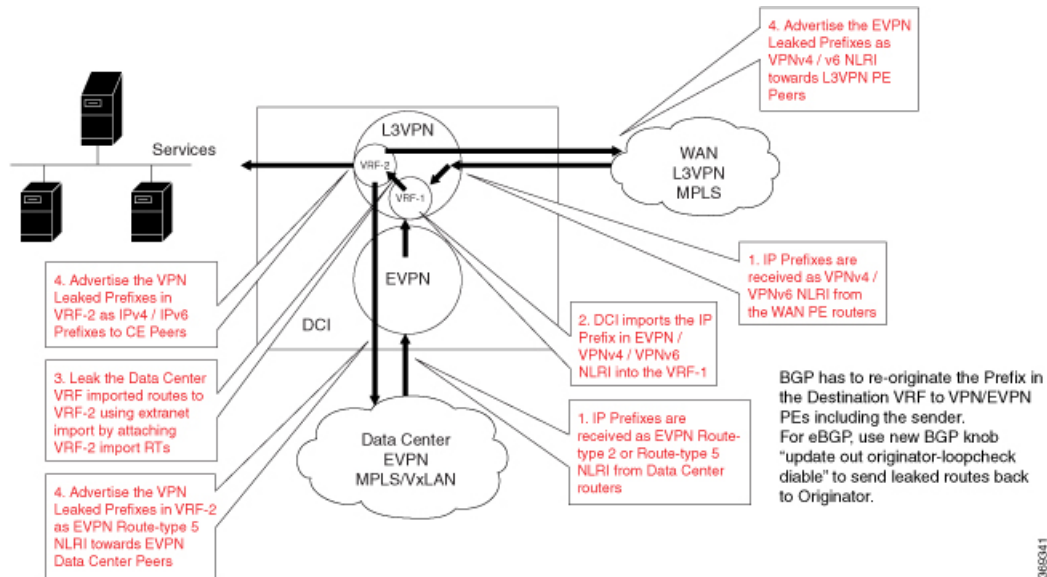 4. Advertise the EVPN
Leaked Prefixes as
VPNv4 / v6 NLRI
towards L3VPN PE
Peers
L3VPN
Services
VRF-2
VRF-1
WAN
L3VPN
MPLS
EVPN
DCI
4. Advertise the VPN
Leaked Prefixes in
VRF-2 as IPv4 / IPv6
Prefixes to CE Peers
1. IP Prefixes are
received as VPNv4 /
VPNv6 NLRI from
the WAN PE routers
2. DCI imports the IP
Prefix in EVPN /
VPNv4 / VPNv6
NLRI into the VRF-1
3. Leak the Data Center
VRF imported routes to
VRF-2 using extranet
import by attaching
VRF-2 import RTs
Data Center
EVPN
MPLS/VxLAN
1. IP Prefixes are
received as EVPN Route-
type 2 or Route-type 5
NLRI from Data Center
routers
BGP has to re-originate the Prefix in
the Destination VRF to VPN/EVPN
PEs including the sender.
For eBGP, use new BGP knob
“update out originator-loopcheck
diable” to send leaked routes back
to Originator.
4. Advertise the VPN
Leaked Prefixes in VRF-2
as EVPN Route-type 5
NLRI towards EVPN
Data Center Peers
369341